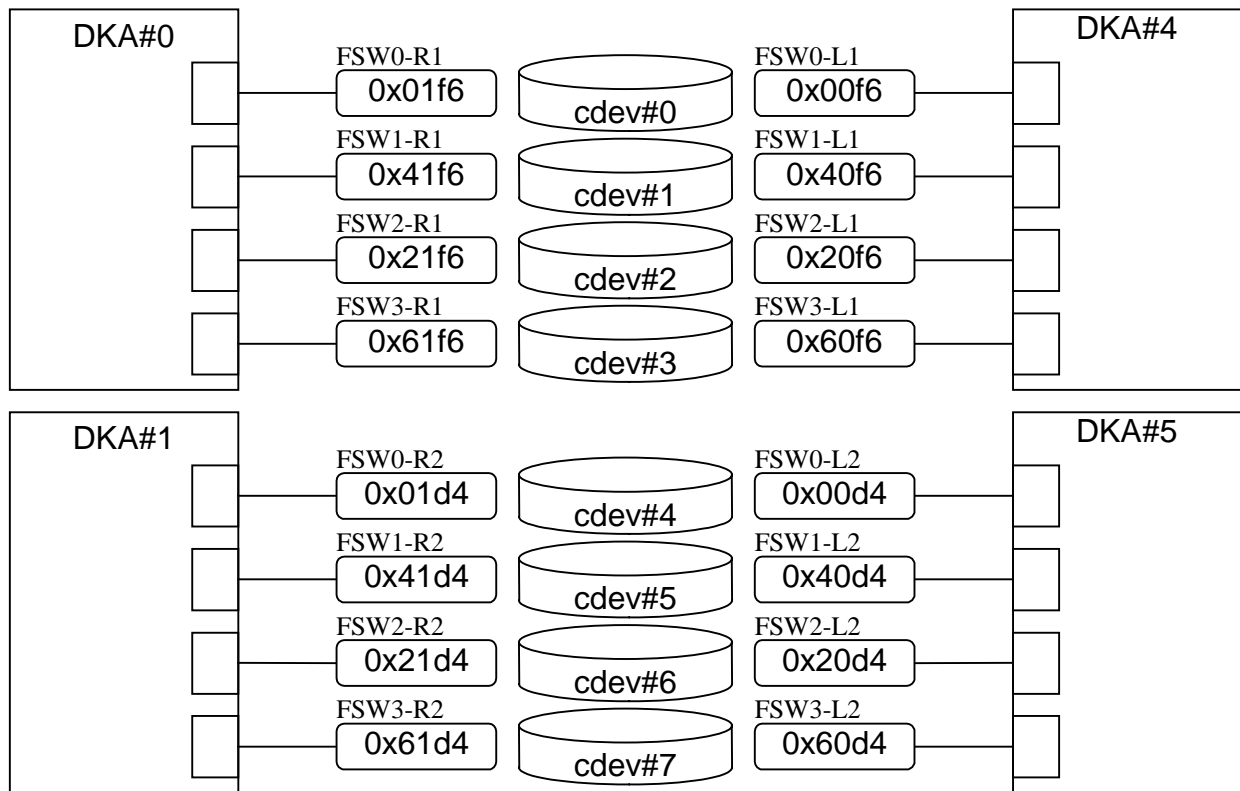 DKA#0
DKA#4
FSW0-R1
FSW0-L1
0x01f6
cdev#0
0x00f6
FSW1-R1
FSW1-L1
0x41f6
cdev#1
0x40f6
FSW2-R1
FSW2-L1
0x21f6
cdev#2
0x20f6
FSW3-R1
FSW3-L1
0x61f6
cdev#3
0x60f6
DKA#1
DKA#5
FSW0-R2
FSW0-L2
0x01d4
cdev#4
0x00d4
FSW1-R2
FSW1-L2
0x41d4
cdev#5
0x40d4
FSW2-R2
FSW2-L2
0x21d4
cdev#6
0x20d4
FSW3-R2
FSW3-L2
0x61d4
cdev#7
0x60d4